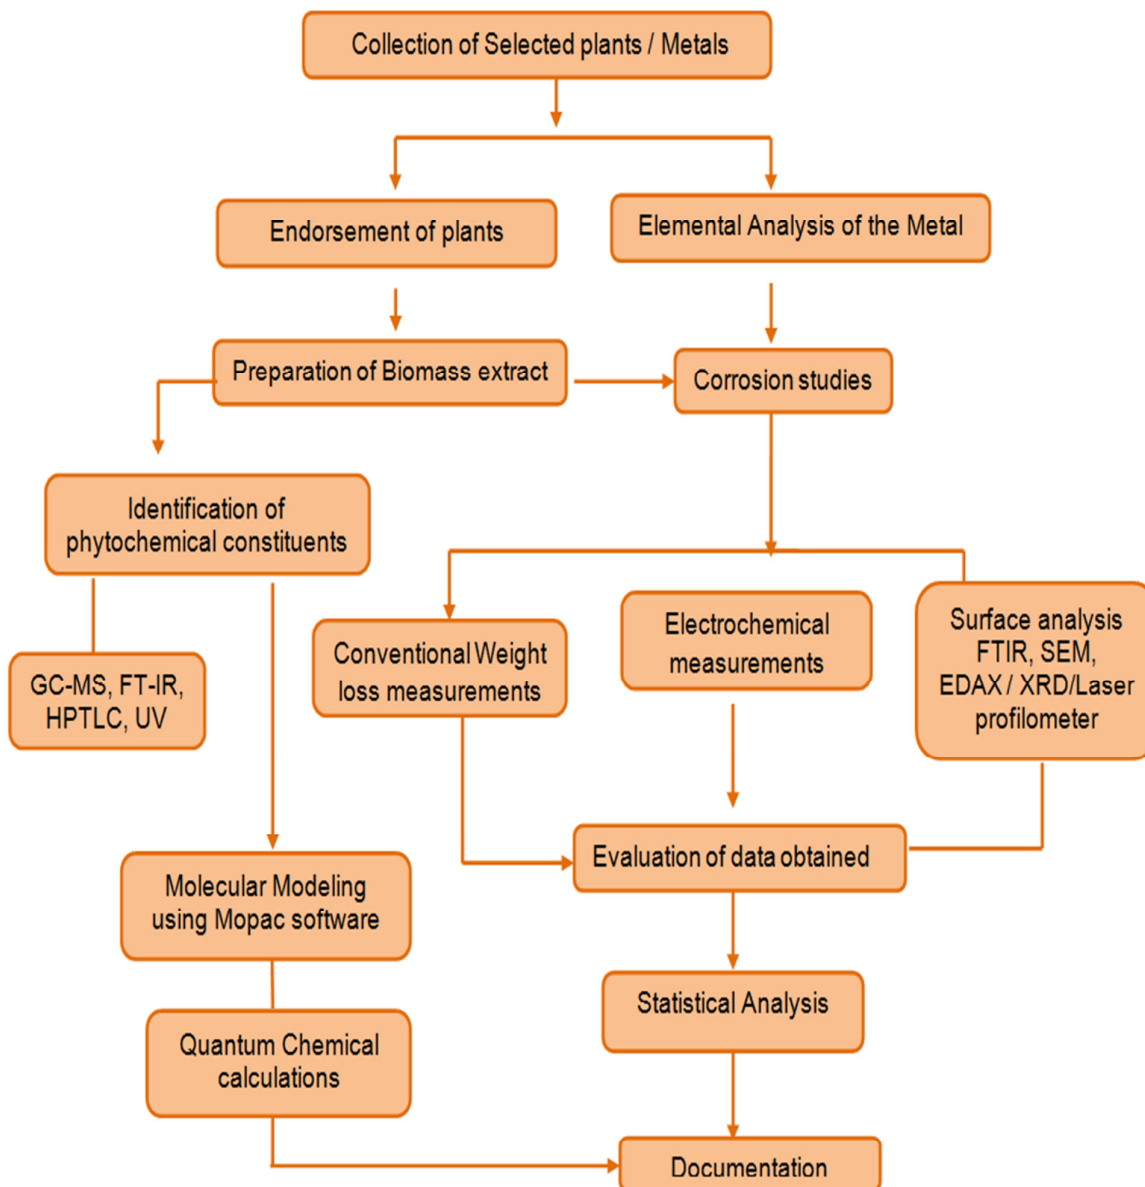 Collection of Selected plants / Metals
Endorsement of plants
Elemental Analysis of the Metal
Preparation of Biomass extract
Corrosion studies
Identification of
phytochemical constituents
GC-MS, FT-IR,
HPTLC, UV
Conventional Weight
loss measurements
Electrochemical
measurements
Surface analysis
FTIR, SEM,
EDAX / XRD/Laser
profilometer
Evaluation of data obtained
Molecular Modeling
using Mopac software
Statistical Analysis
Quantum Chemical
calculations
Documentation